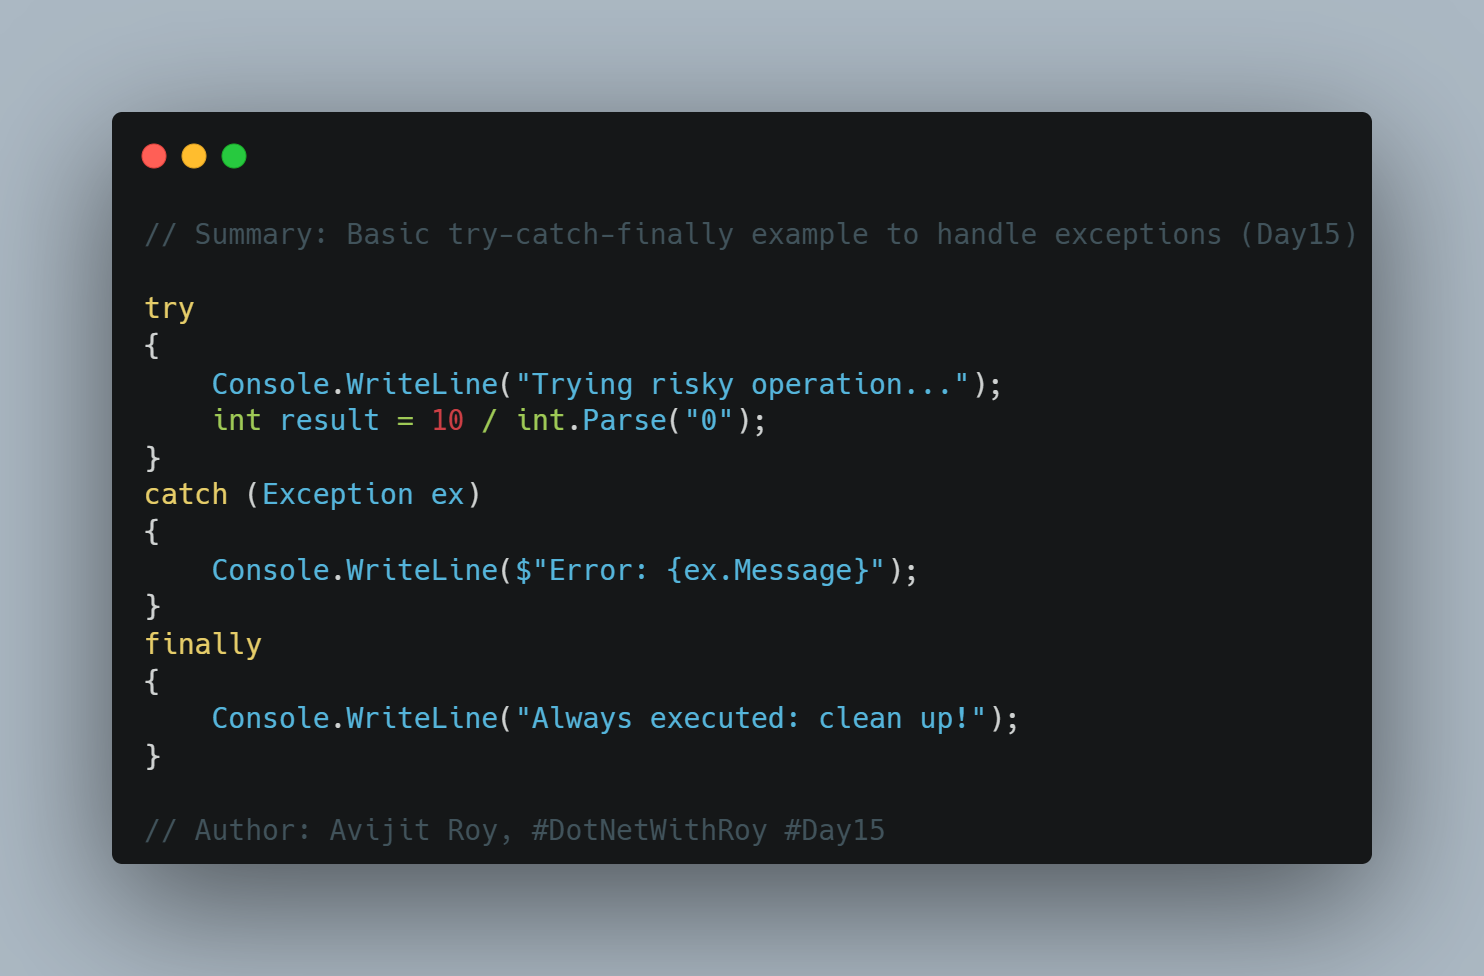 // Summary: Basic try-catch-finally example to handle exceptions (Day15)
try
{
    Console.WriteLine("Trying risky operation...");
    int result = 10 / int.Parse("0");
}
catch (Exception ex)
{
    Console.WriteLine($"Error: {ex.Message}");
}
finally
{
    Console.WriteLine("Always executed: clean up!");
}
// Author: Avijit Roy, #DotNetWithRoy #Day15